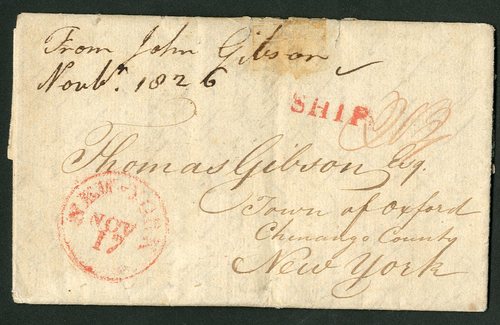 From John Gibson
Novbr. 1826
SHIP
Thomas Gibson Esq.
Town of Oxford
Chenango County
New York
NEW-YORK
NOV
17